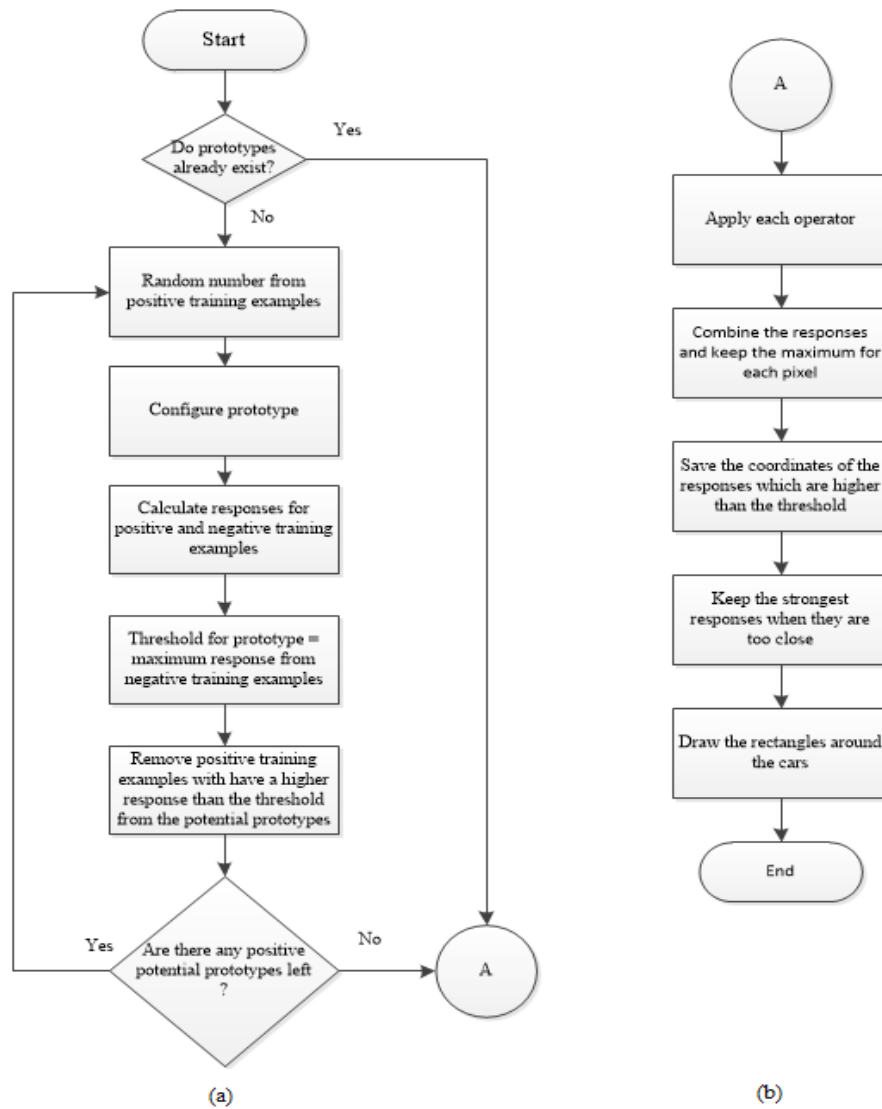 Start
Do prototypes
already exist?
Yes
No
Random number from
positive training examples
Configure prototype
Calculate responses for
positive and negative training
examples
Threshold for prototype =
maximum response from
negative training examples
Remove positive training
examples with have a higher
response than the threshold
from the potential prototypes
Are there any positive
potential prototypes left
?
Yes
No
A
(a)
A
Apply each operator
Combine the responses
and keep the maximum for
each pixel
Save the coordinates of the
responses which are higher
than the threshold
Keep the strongest
responses when they are
too close
Draw the rectangles around
the cars
End
(b)